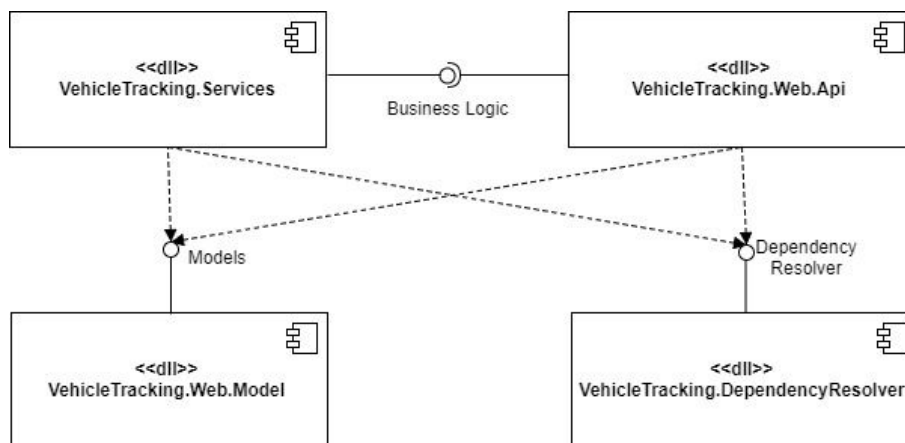 <<dll>>
VehicleTracking.Services
<<dll>>
VehicleTracking.Web.Api
Business Logic
Models
Dependency
Resolver
<<dll>>
VehicleTracking.Web.Model
<<dll>>
VehicleTracking.DependencyResolver